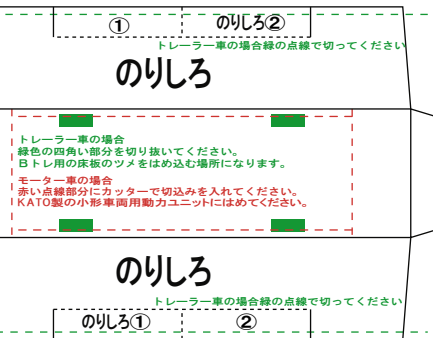 ① のりしろ②
トレーラー車の場合緑の点線で切ってください
のりしろ
トレーラー車の場合
緑色の四角い部分を切り抜いてください。
Bトレ用の床板のツメをはめ込む場所になります。
モーター車の場合
赤い点線部分にカッターで切込みを入れてください。
KATO製の小形車両用動力ユニットにはめてください。
のりしろ
トレーラー車の場合緑の点線で切ってください
のりしろ① ②